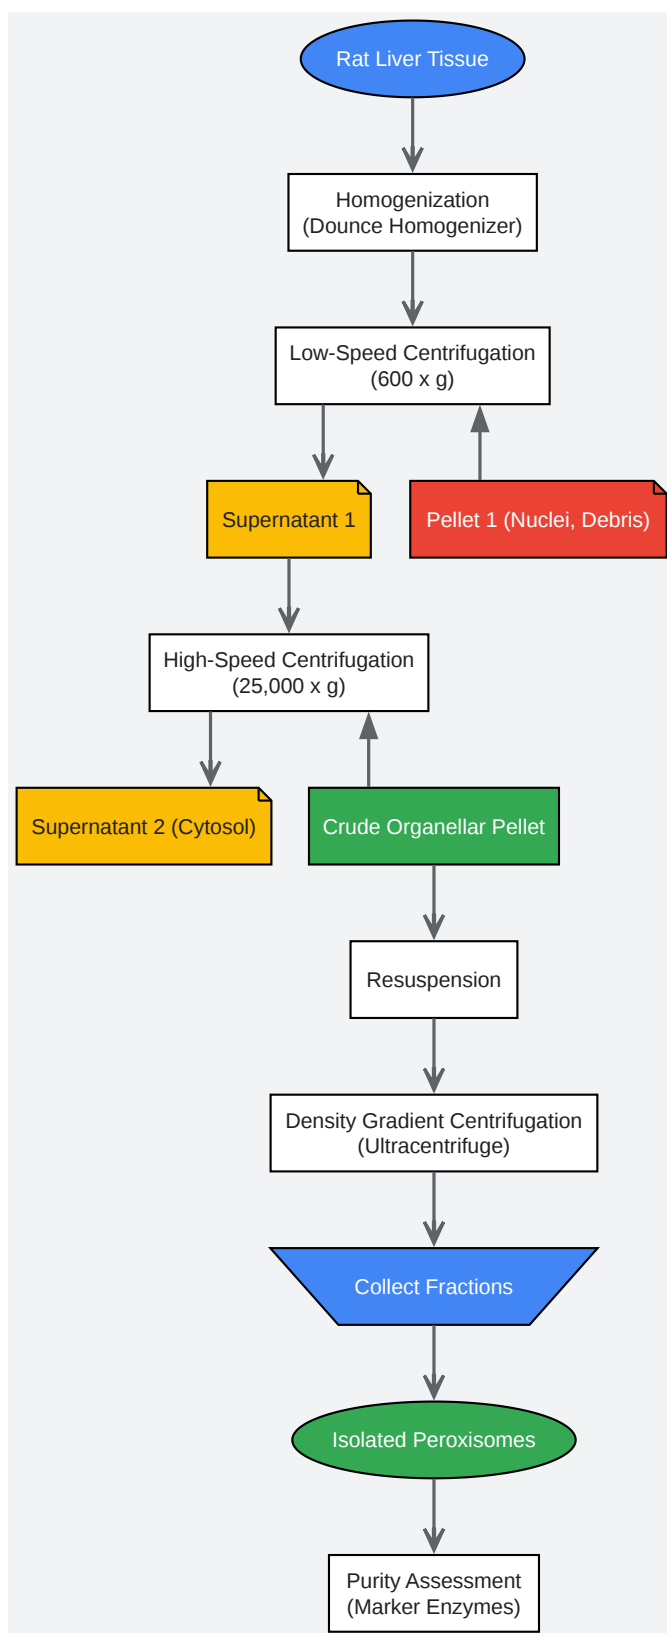 Rat Liver Tissue
Homogenization
(Dounce Homogenizer)
Low-Speed Centrifugation
(600 x g)
Supernatant 1
Pellet 1 (Nuclei, Debris)
High-Speed Centrifugation
(25,000 x g)
Supernatant 2 (Cytosol)
Crude Organellar Pellet
Resuspension
Density Gradient Centrifugation
(Ultracentrifuge)
Collect Fractions
Isolated Peroxisomes
Purity Assessment
(Marker Enzymes)